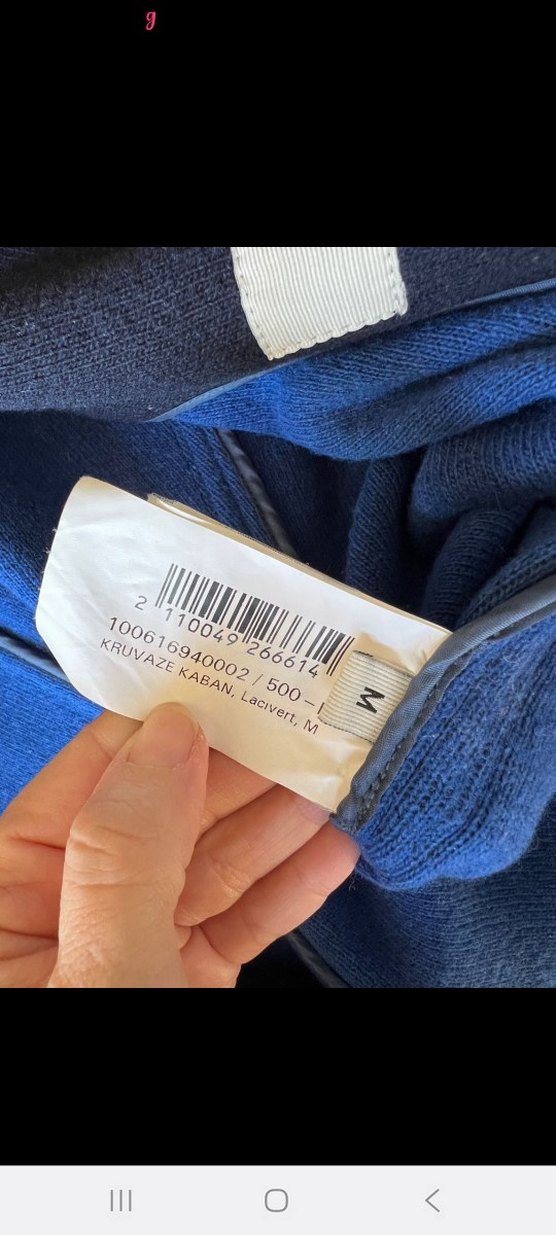 g
2 110049 266614
100616940002 / 500-
KRUVAZE KABAN, Lacivert, M
M